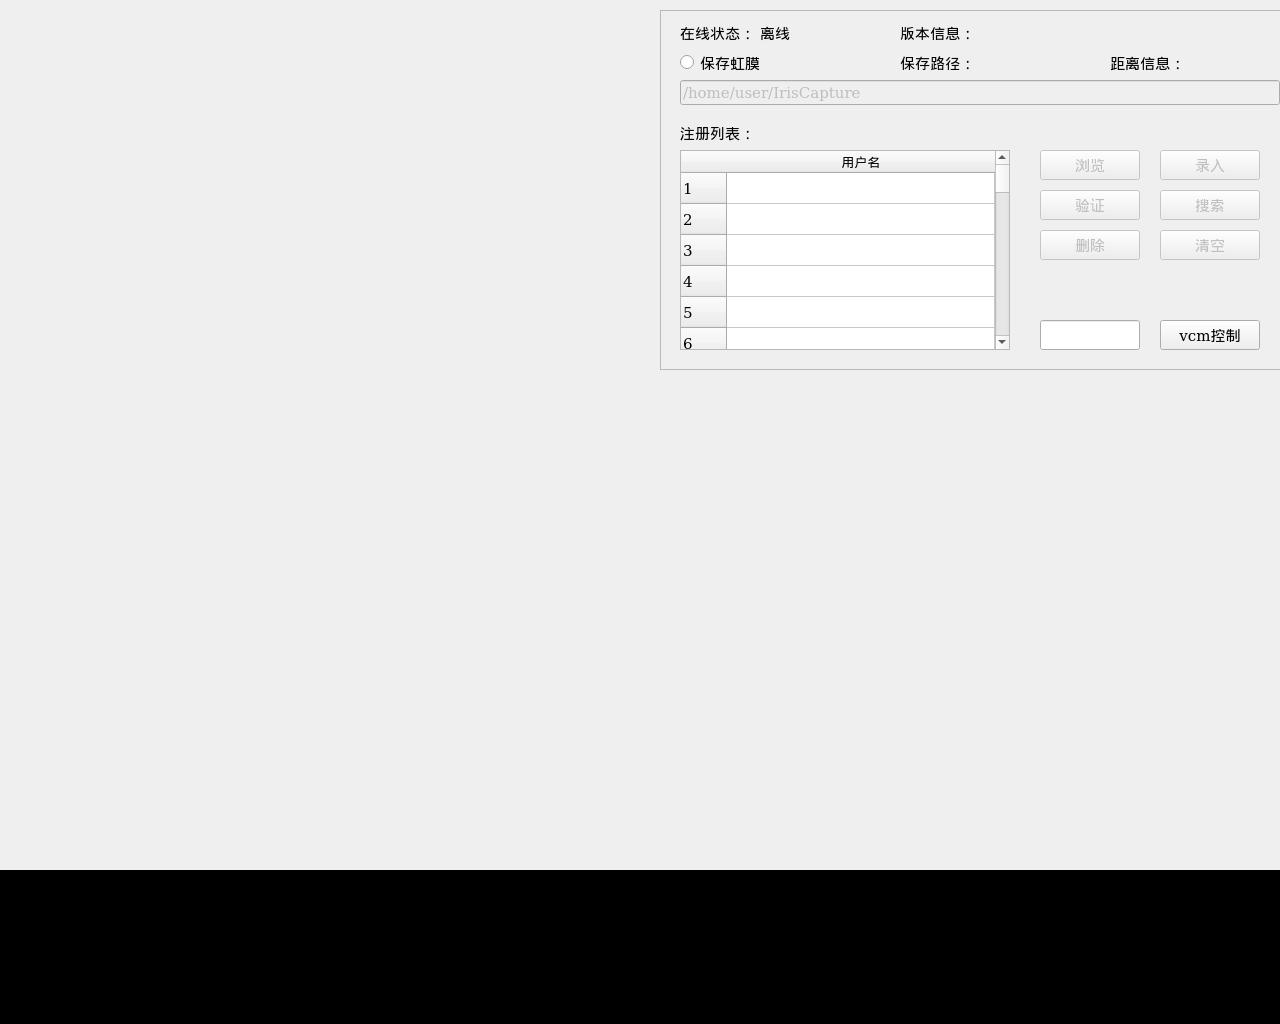 在线状态： 离线 版本信息：
保存虹膜 保存路径： 距离信息：
/home/user/IrisCapture
注册列表：
用户名
1
2
3
4
5
6
浏览 录入
验证 搜索
删除 清空
vcm控制